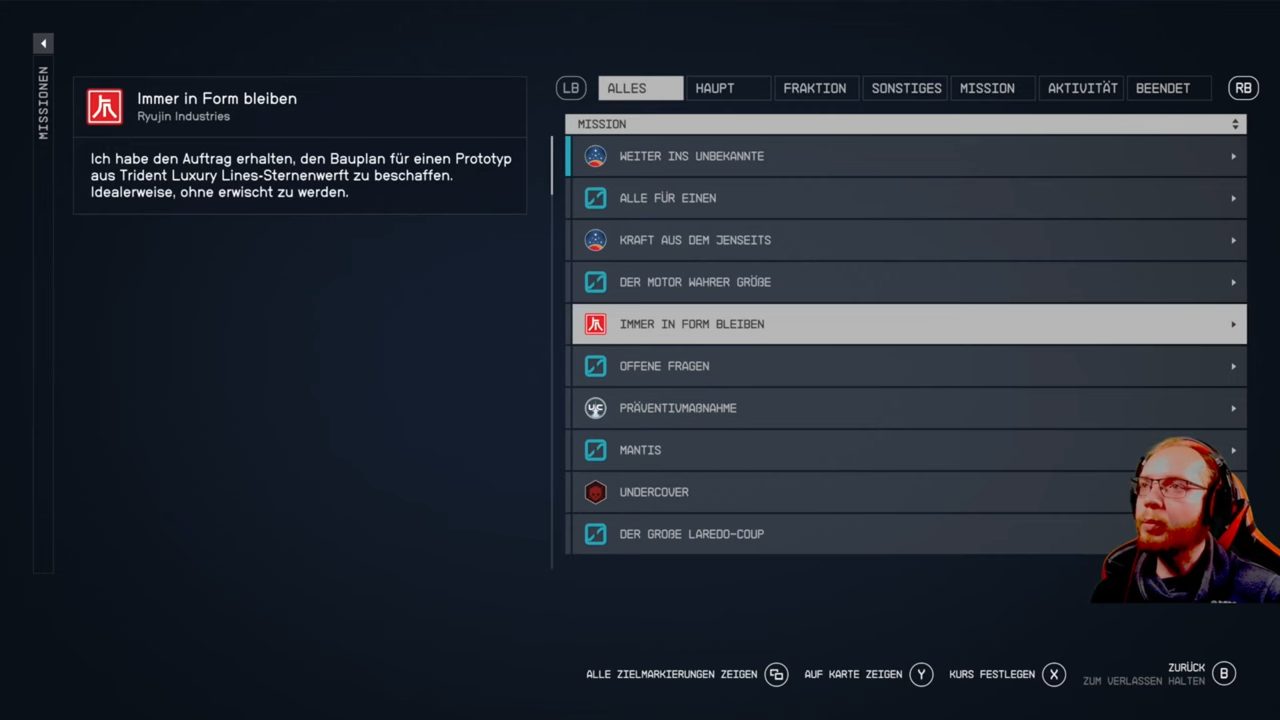 MISSIONEN
Immer in Form bleiben
Ryujin Industries
Ich habe den Auftrag erhalten, den Bauplan für einen Prototyp
aus Trident Luxury Lines-Sternenwerft zu beschaffen.
Idealerweise, ohne erwischt zu werden.
LB ALLES HAUPT FRAKTION SONSTIGES MISSION AKTIVITÄT BEENDET RB
MISSION
WEITER INS UNBEKANNTE
ALLE FÜR EINEN
KRAFT AUS DEM JENSEITS
DER MOTOR WAHRER GRÖßE
IMMER IN FORM BLEIBEN
OFFENE FRAGEN
UC PRÄVENTIVMAßNAHME
MANTIS
UNDERCOVER
DER GROßE LAREDO-COUP
ALLE ZIELMARKIERUNGEN ZEIGEN AUF KARTE ZEIGEN Y KURS FESTLEGEN X ZURÜCK B
ZUM VERLASSEN HALTEN